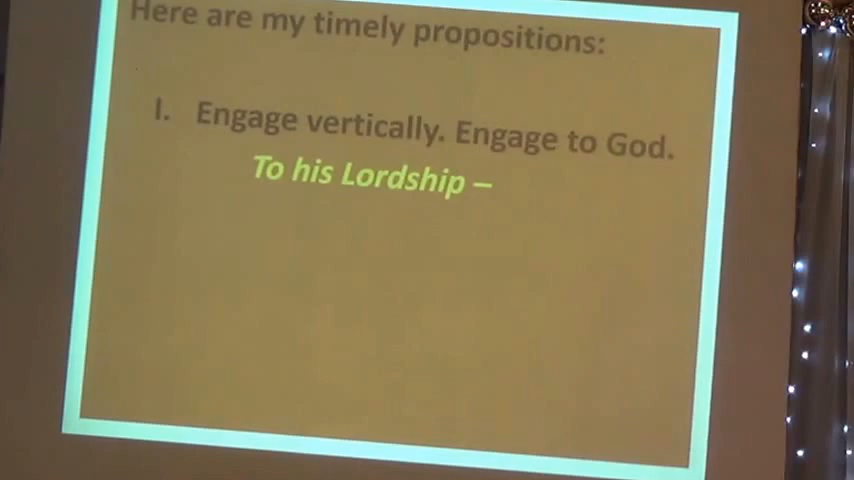 Here are my timely propositions:
I. Engage vertically. Engage to God.
To his Lordship –